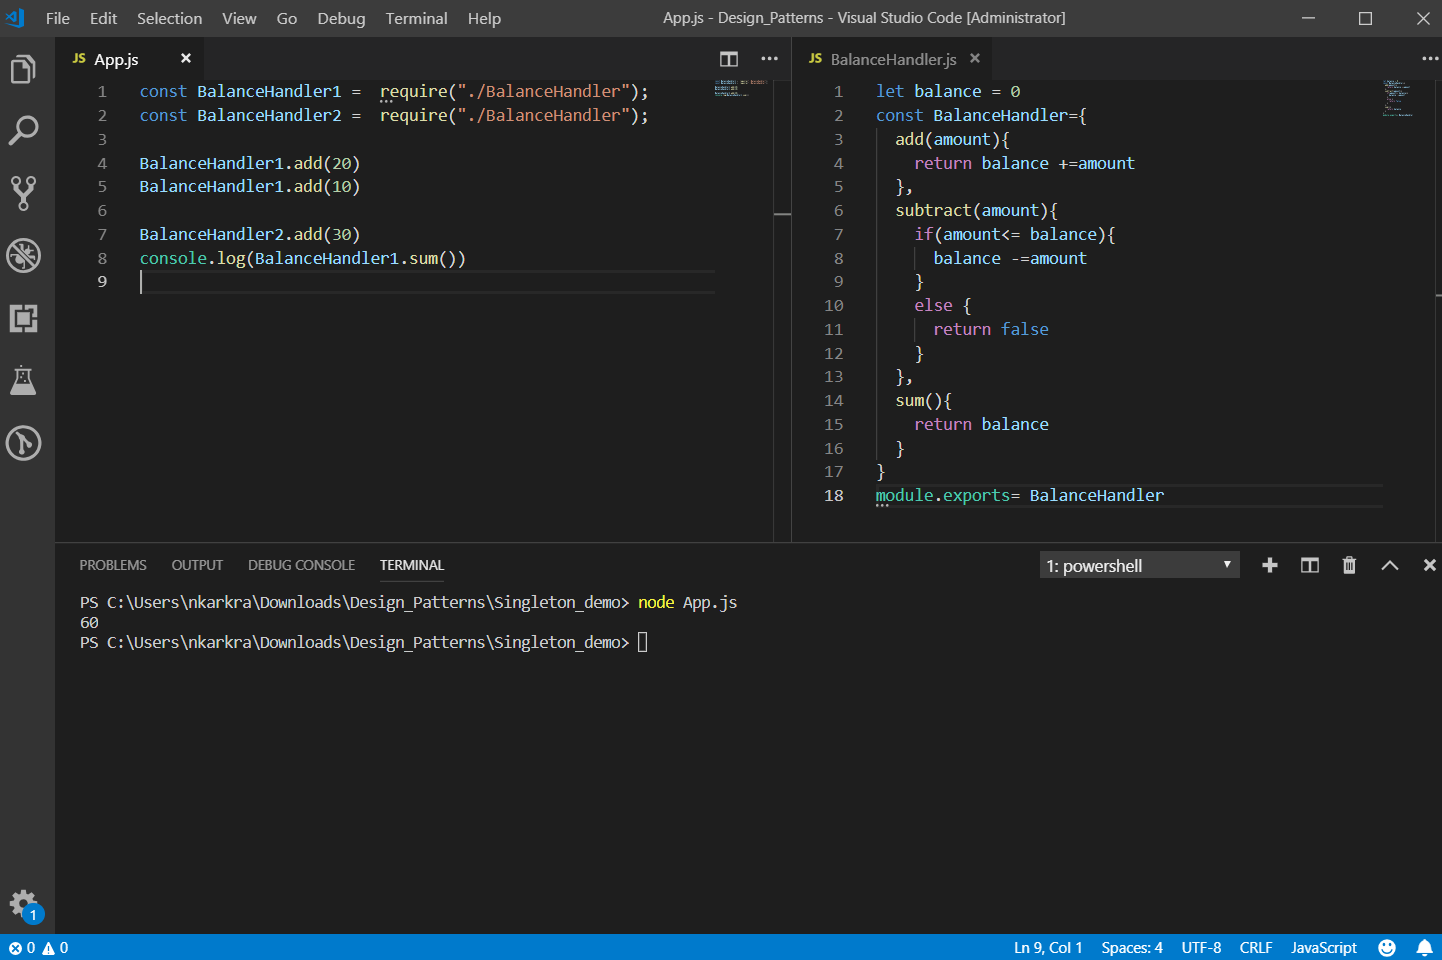 File Edit Selection View Go Debug Terminal Help App.js - Design_Patterns - Visual Studio Code [Administrator]
JS App.js
1 const BalanceHandler1 =  require("./BalanceHandler");
2 const BalanceHandler2 =  require("./BalanceHandler");
3
4 BalanceHandler1.add(20)
5 BalanceHandler1.add(10)
6
7 BalanceHandler2.add(30)
8 console.log(BalanceHandler1.sum())
9
JS BalanceHandler.js
1 let balance = 0
2 const BalanceHandler={
3   add(amount){
4     return balance +=amount
5   },
6   subtract(amount){
7     if(amount<= balance){
8       balance -=amount
9     }
10     else {
11       return false
12     }
13   },
14   sum(){
15     return balance
16   }
17 }
18 module.exports= BalanceHandler
PROBLEMS OUTPUT DEBUG CONSOLE TERMINAL 1: powershell
PS C:\Users\nkarkra\Downloads\Design_Patterns\Singleton_demo> node App.js
60
PS C:\Users\nkarkra\Downloads\Design_Patterns\Singleton_demo>
1
0 0 Ln 9, Col 1 Spaces: 4 UTF-8 CRLF JavaScript